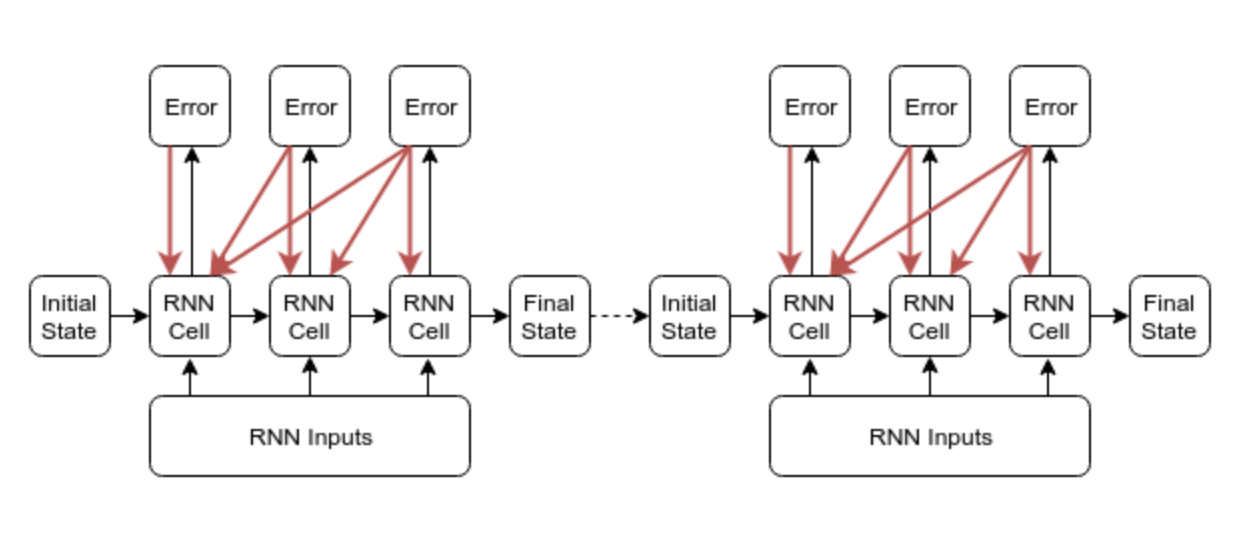 Error
Error
Error
Error
Error
Error
Initial
State
RNN
Cell
RNN
Cell
RNN
Cell
Final
State
Initial
State
RNN
Cell
RNN
Cell
RNN
Cell
Final
State
RNN Inputs
RNN Inputs